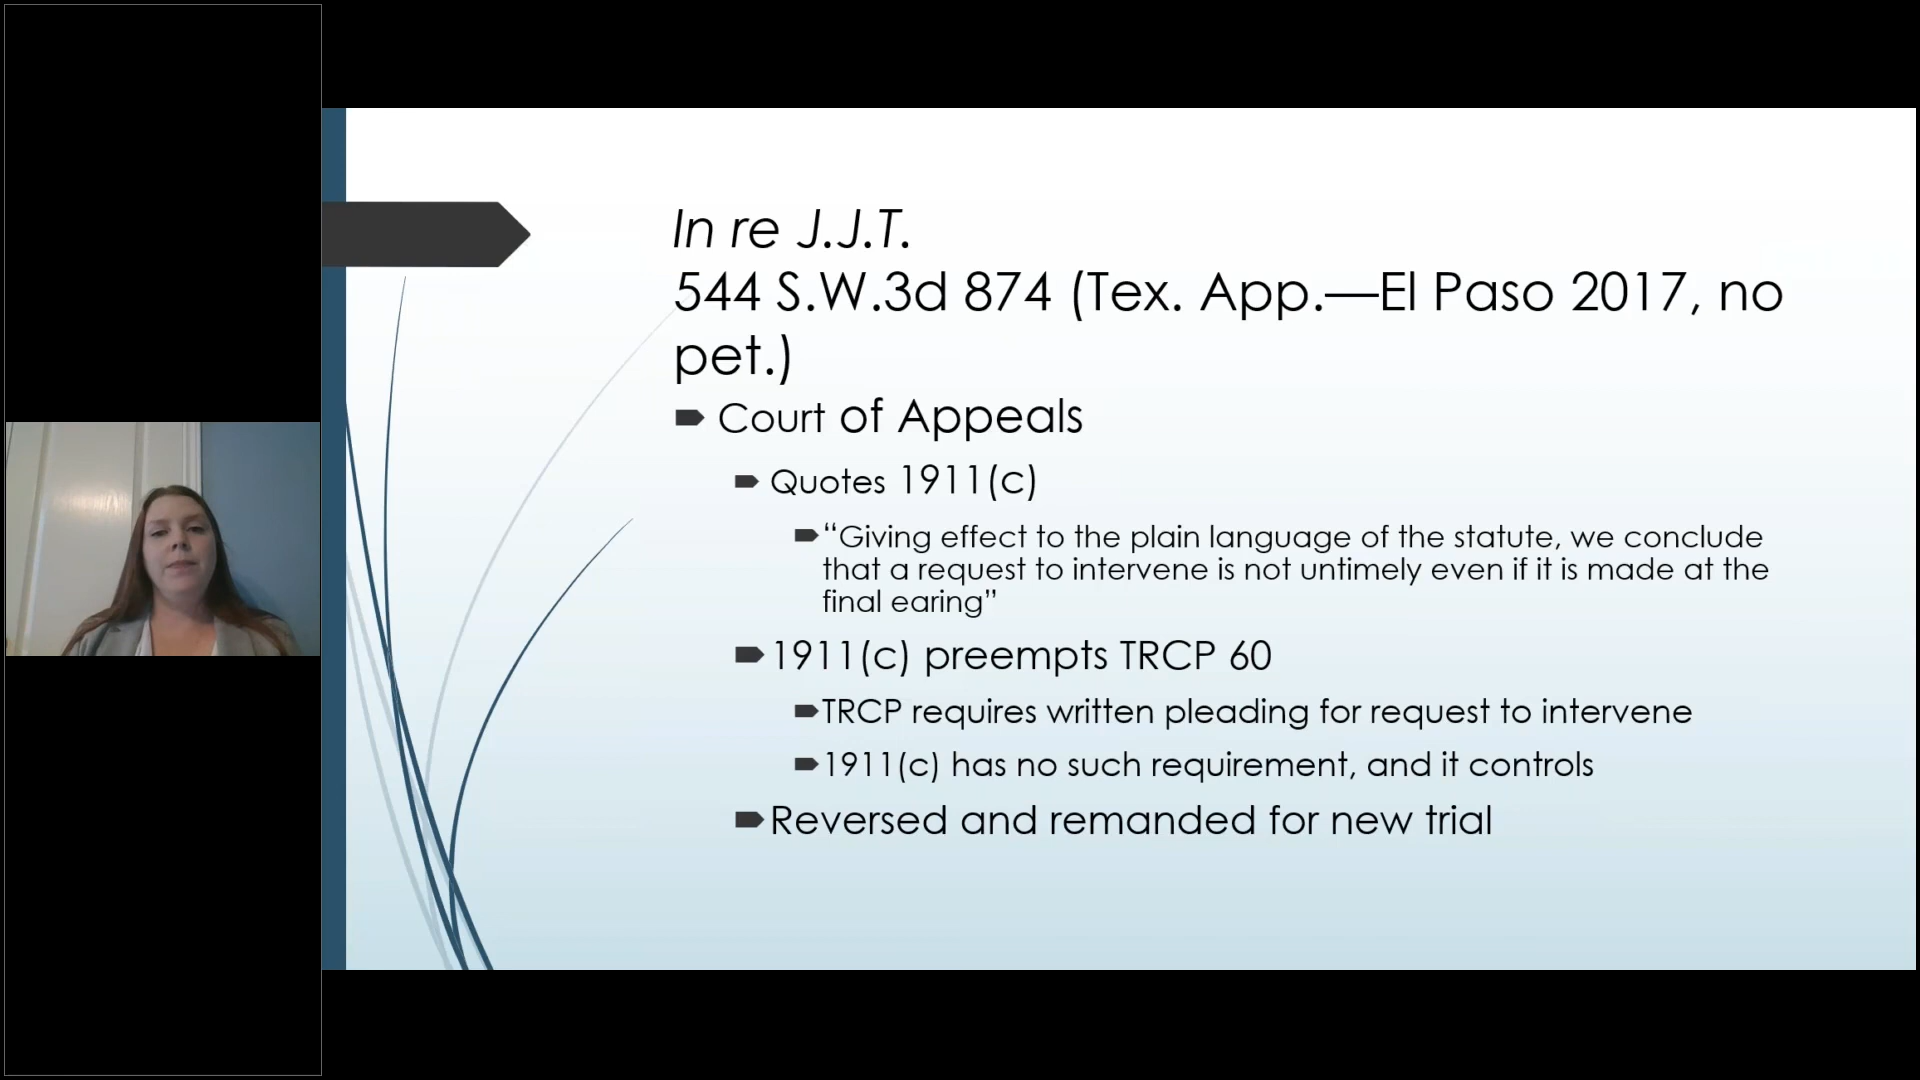 In re J.J.T.
544 S.W.3d 874 (Tex. App.—El Paso 2017, no
pet.)
Court of Appeals
Quotes 1911(c)
“Giving effect to the plain language of the statute, we conclude
that a request to intervene is not untimely even if it is made at the
final earing”
1911(c) preempts TRCP 60
TRCP requires written pleading for request to intervene
1911(c) has no such requirement, and it controls
Reversed and remanded for new trial